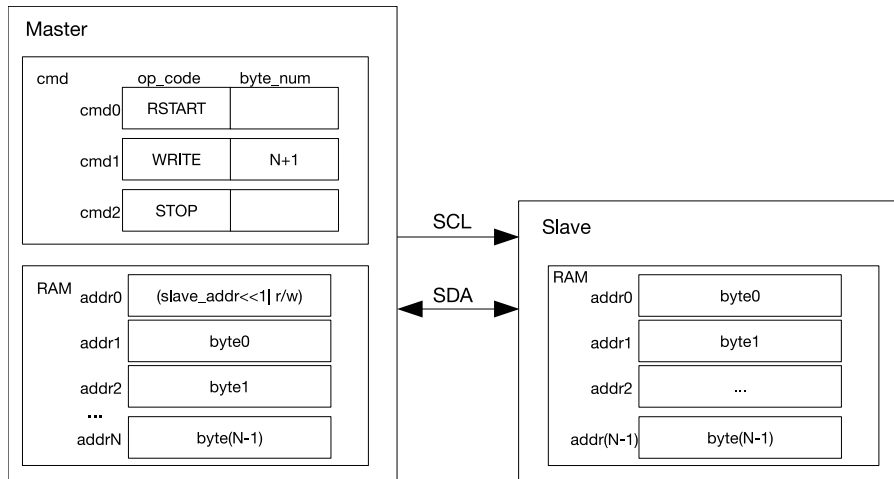 Master
cmd op_code byte_num
cmd0 RSTART
cmd1 WRITE N+1
cmd2 STOP
RAM
addr0 (slave_addr<<1| r/w)
addr1 byte0
addr2 byte1
...
addrN byte(N-1)
SCL
SDA
Slave
RAM
addr0 byte0
addr1 byte1
addr2 ...
addr(N-1) byte(N-1)